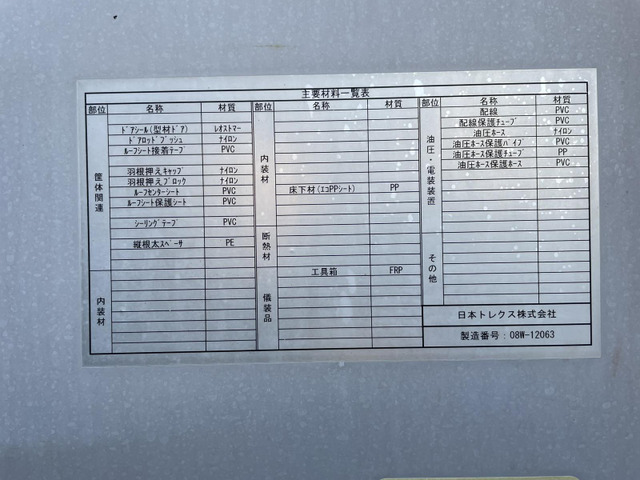 主要材料一覧表
部位 名称 材質
筐体関連
ﾄﾞｱｼｰﾙ(型材ﾄﾞｱ) ﾚｵｽﾄﾏｰ
ﾄﾞｱﾛｯﾄﾞﾌﾞｯｼｭ ﾅｲﾛﾝ
ﾙｰﾌｼｰﾄ接着ﾃｰﾌﾟ PVC
羽根押えｷｬｯﾌﾟ ﾅｲﾛﾝ
羽根押えﾌﾞﾛｯｸ ﾅｲﾛﾝ
ﾙｰﾌｾﾝﾀｰｼｰﾄ PVC
ﾙｰﾌｼｰﾄ保護ｼｰﾄ PVC
ｼｰﾘﾝｸﾞﾃｰﾌﾟ PVC
縦根太ｽﾍﾟｰｻ PE
内装材
部位 名称 材質
内装材
床下材(ｴｺPPｼｰﾄ) PP
断熱材
儀装品
工具箱 FRP
部位 名称 材質
油圧・電装装置
配線 PVC
配線保護ﾁｭｰﾌﾞ PVC
油圧ﾎｰｽ ﾅｲﾛﾝ
油圧ﾎｰｽ保護ﾊﾟｲﾌﾟ PVC
油圧ﾎｰｽ保護ﾁｭｰﾌﾞ PP
油圧ﾎｰｽ保護ﾎｰｽ PVC
その他
日本トレクス株式会社
製造番号:08W-12063